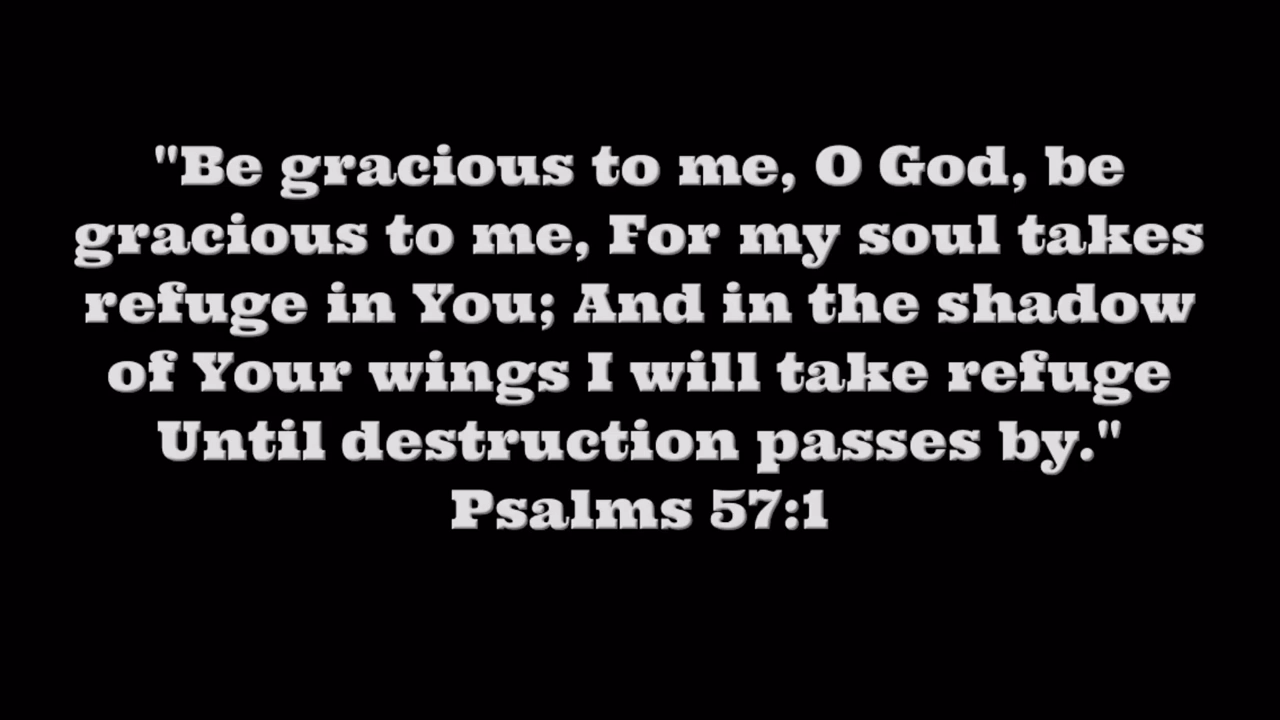 "Be gracious to me, O God, be
gracious to me, For my soul takes
refuge in You; And in the shadow
of Your wings I will take refuge
Until destruction passes by."
Psalms 57:1